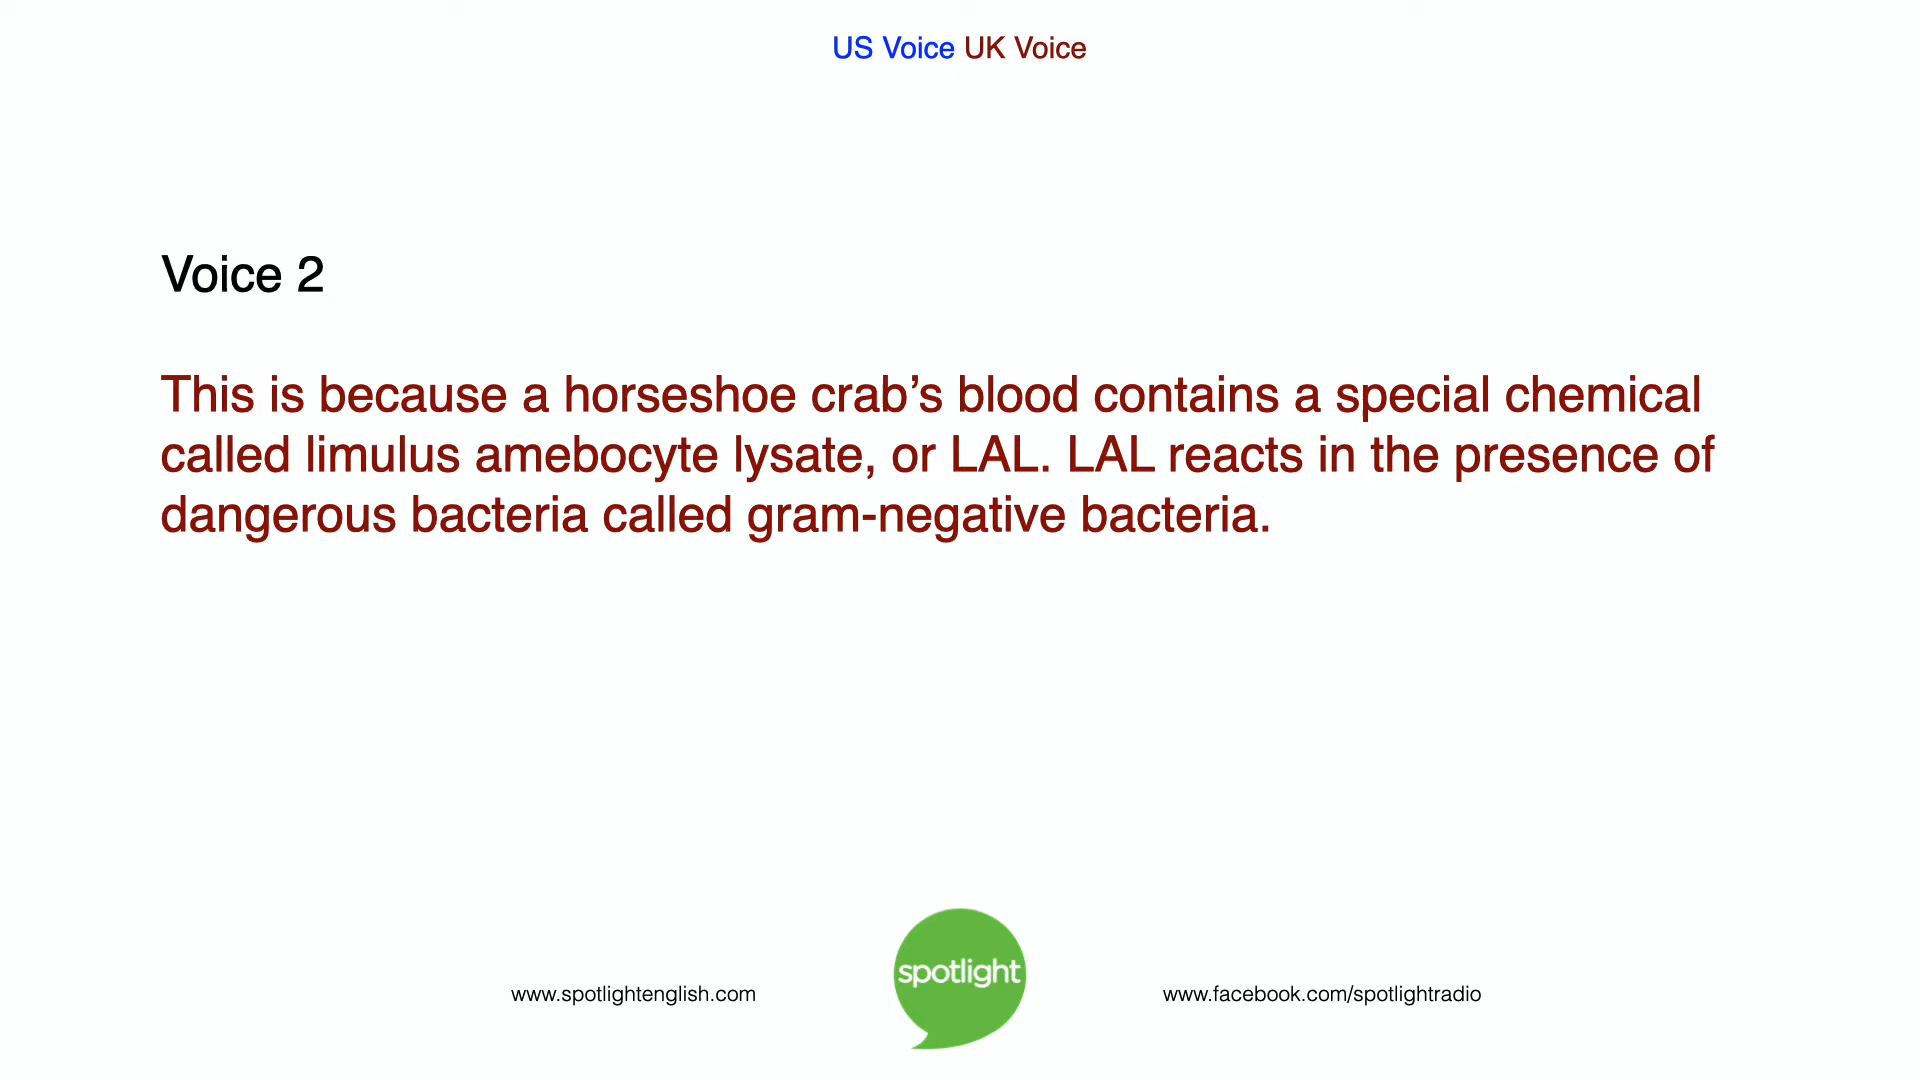 US Voice UK Voice
Voice 2
This is because a horseshoe crab’s blood contains a special chemical
called limulus amebocyte lysate, or LAL. LAL reacts in the presence of
dangerous bacteria called gram-negative bacteria.
spotlight
www.spotlightenglish.com
www.facebook.com/spotlightradio